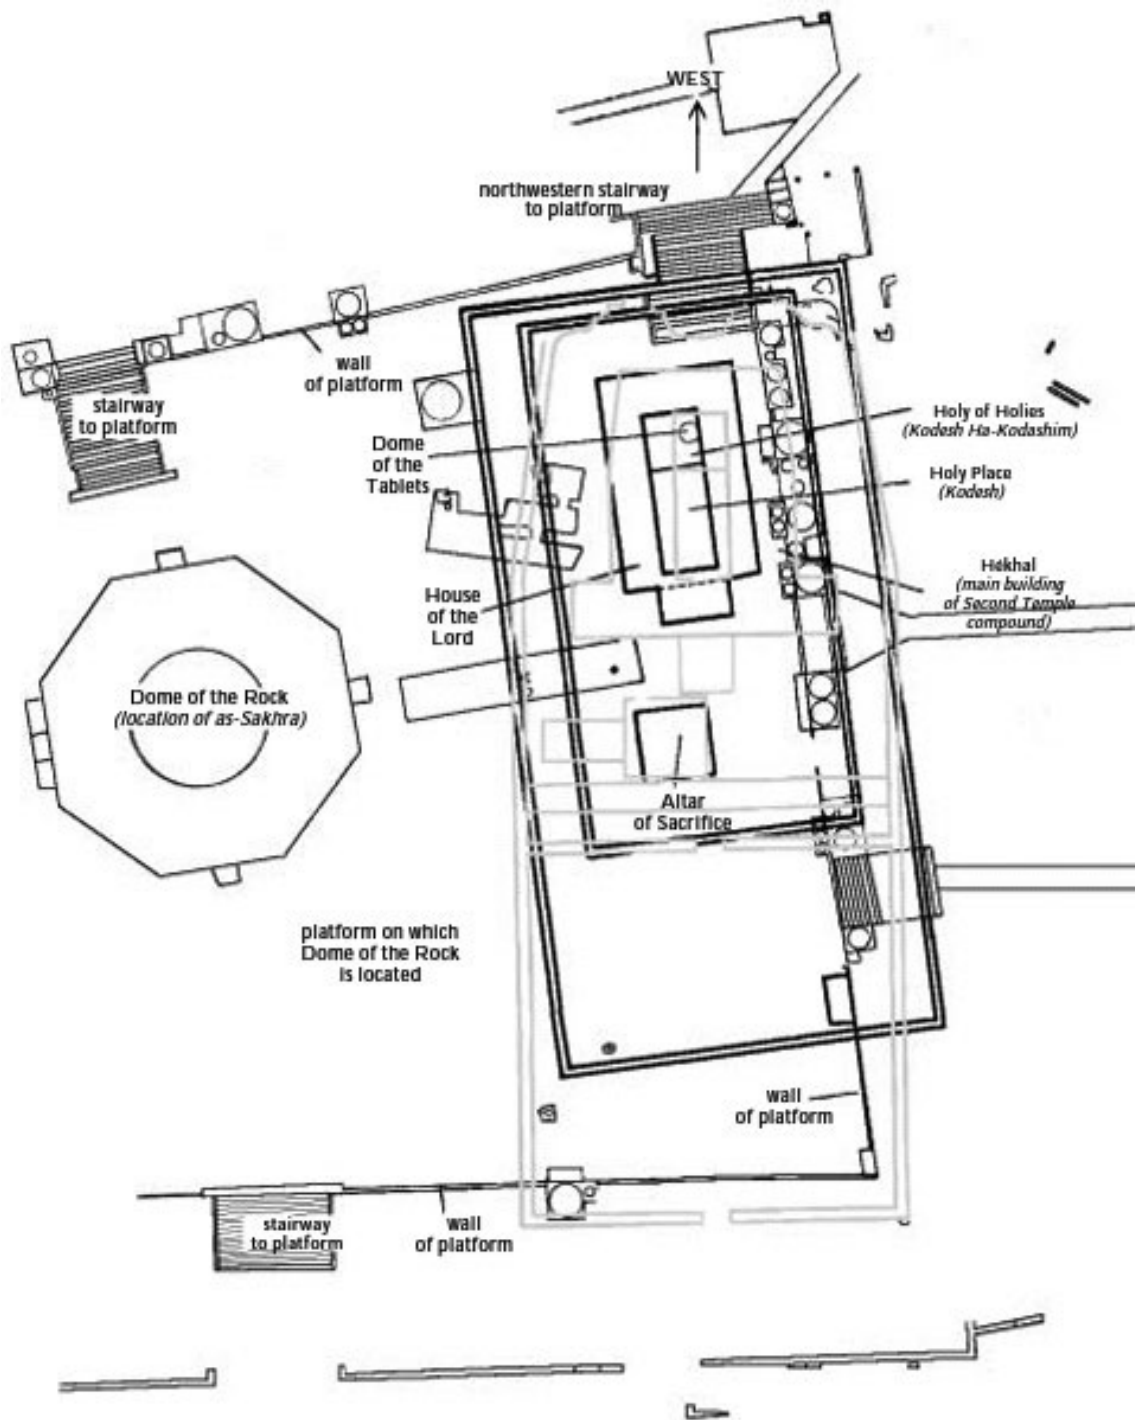 WEST
northwestern stairway
to platform
wall
of platform
stairway
to platform
Dome
of the
Tablets
Holy of Holies
(Kodesh Ha-Kodashim)
Holy Place
(Kodesh)
House
of the
Lord
Hekhal
(main building
of Second Temple
compound)
Dome of the Rock
(location of as-Sakhra)
Altar
of Sacrifice
platform on which
Dome of the Rock
is located
wall
of platform
stairway
to platform
wall
of platform